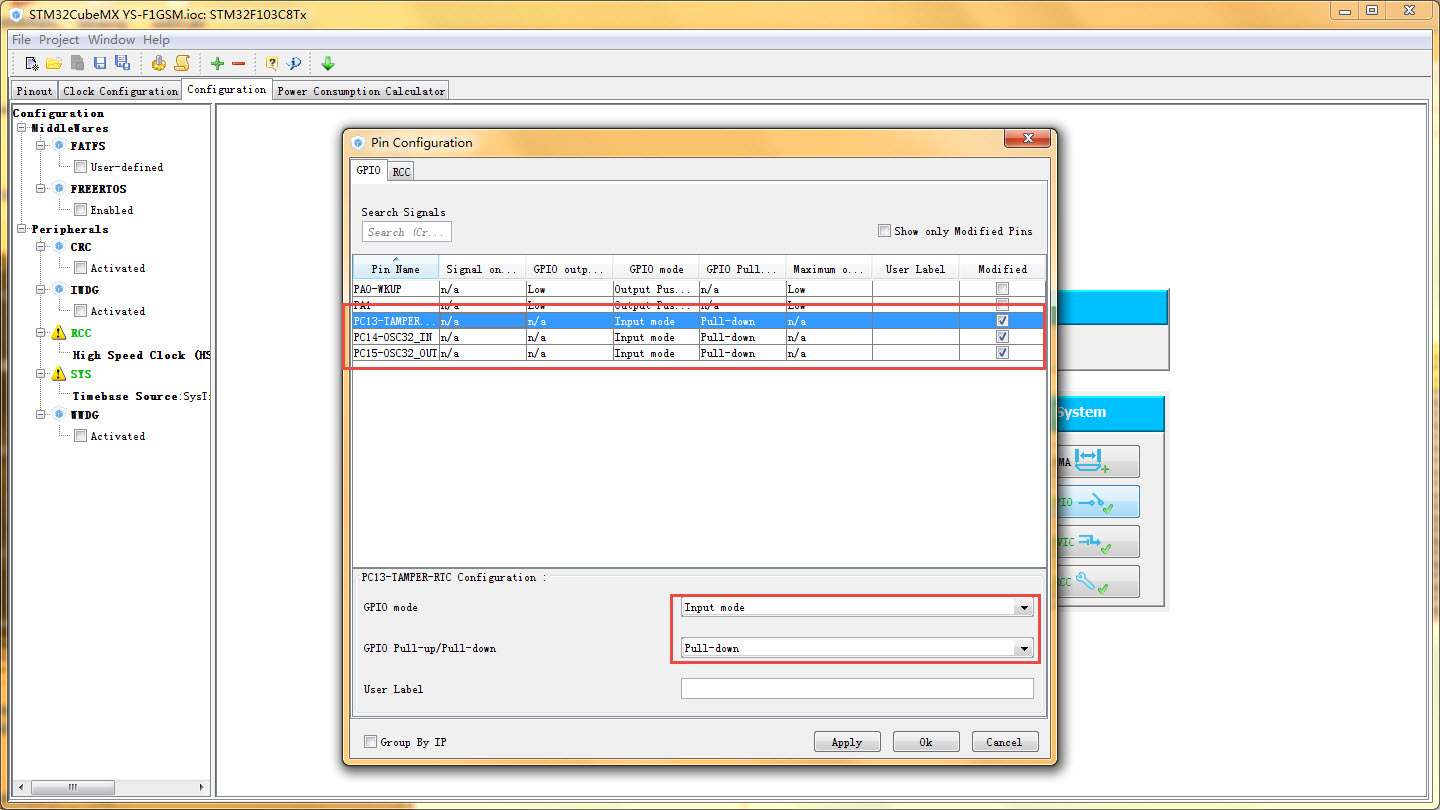 STM32CubeMX YS-F1GSM.ioc: STM32F103C8Tx
File Project Window Help
Pinout Clock Configuration Configuration Power Consumption Calculator
Configuration
MiddleWares
FATFS
User-defined
FREERTOS
Enabled
Peripherals
CRC
Activated
IWDG
Activated
RCC
High Speed Clock (HS
SYS
Timebase Source:SysTi
WWDG
Activated
Pin Configuration
GPIO RCC
Search Signals
Search (Cr...
Show only Modified Pins
Pin Name Signal on... GPIO outp... GPIO mode GPIO Pull... Maximum o... User Label Modified
PA0-WKUP n/a Low Output Pus... n/a Low
PA1 n/a Low Output Pus... n/a Low
PC13-TAMPER... n/a n/a Input mode Pull-down n/a
PC14-OSC32_IN n/a n/a Input mode Pull-down n/a
PC15-OSC32_OUT n/a n/a Input mode Pull-down n/a
PC13-TAMPER-RTC Configuration :
GPIO mode Input mode
GPIO Pull-up/Pull-down Pull-down
User Label
Group By IP
Apply Ok Cancel
System
MA
PIO
VIC
CC